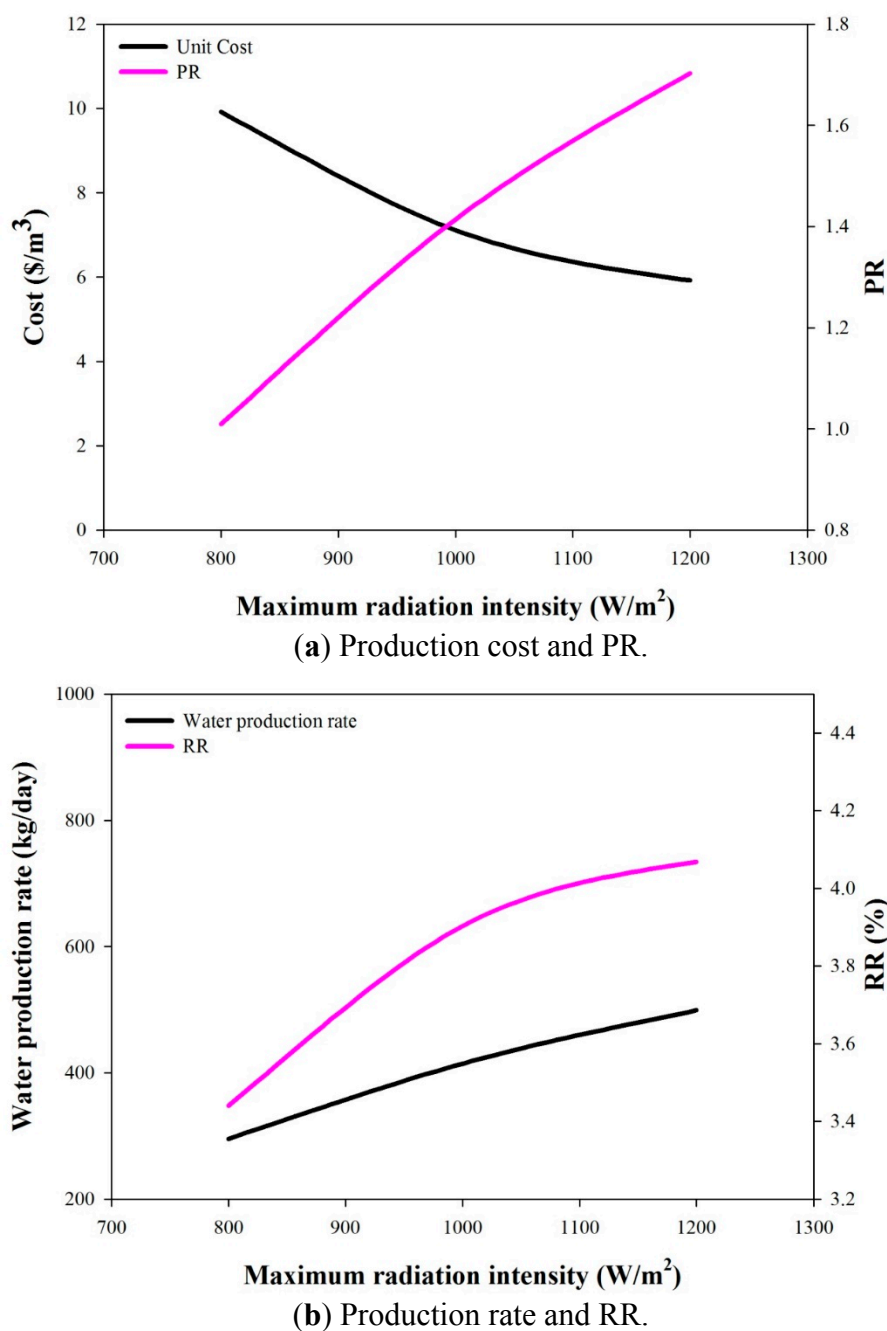 12
1.8
Unit Cost
PR
10
1.6
8
1.4
6
1.2
4
1.0
2
0
0.8
Cost ($/m³)
PR
700 800 900 1000 1100 1200 1300
Maximum radiation intensity (W/m²)
(a) Production cost and PR.
1000
Water production rate
RR
4.4
4.2
800
4.0
600
3.8
3.6
400
3.4
200
3.2
Water production rate (kg/day)
RR (%)
700 800 900 1000 1100 1200 1300
Maximum radiation intensity (W/m²)
(b) Production rate and RR.